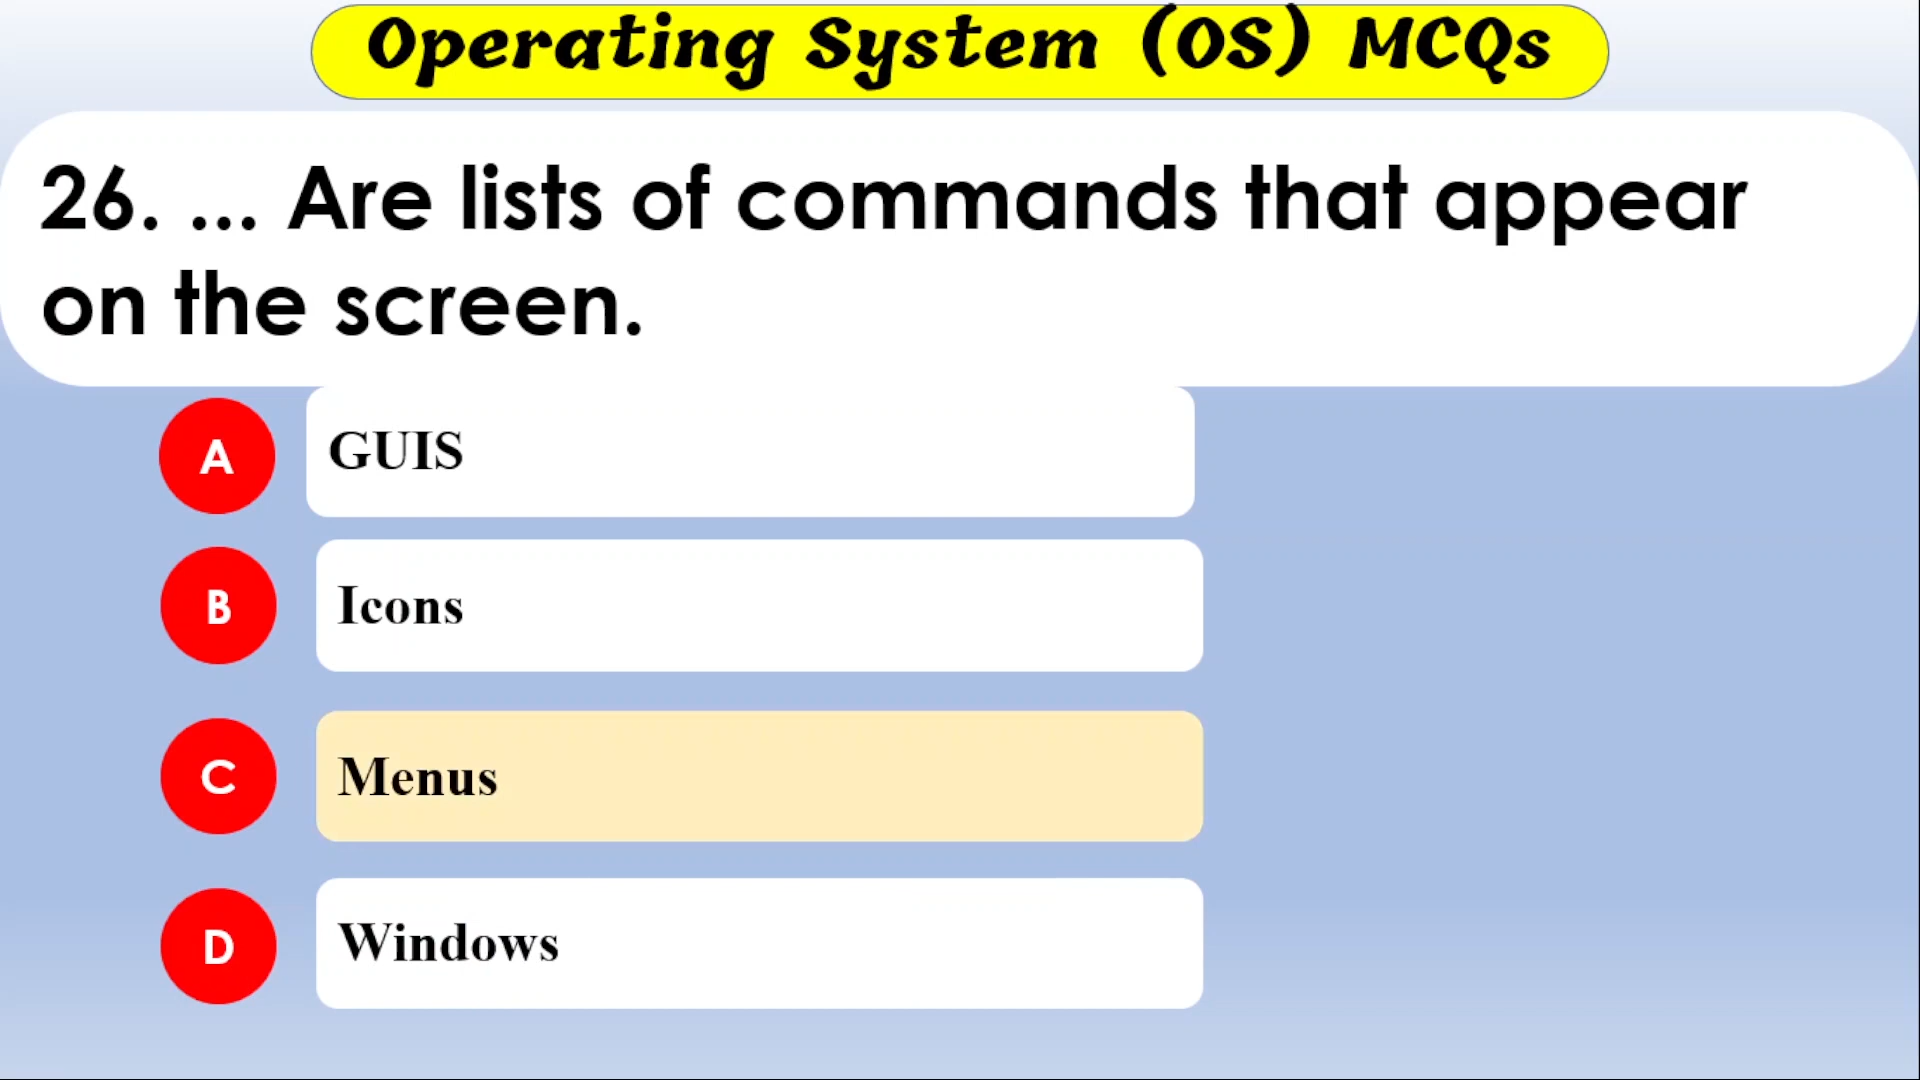 Operating System (OS) MCQs
26. ... Are lists of commands that appear
on the screen.
A GUIS
B Icons
C Menus
D Windows